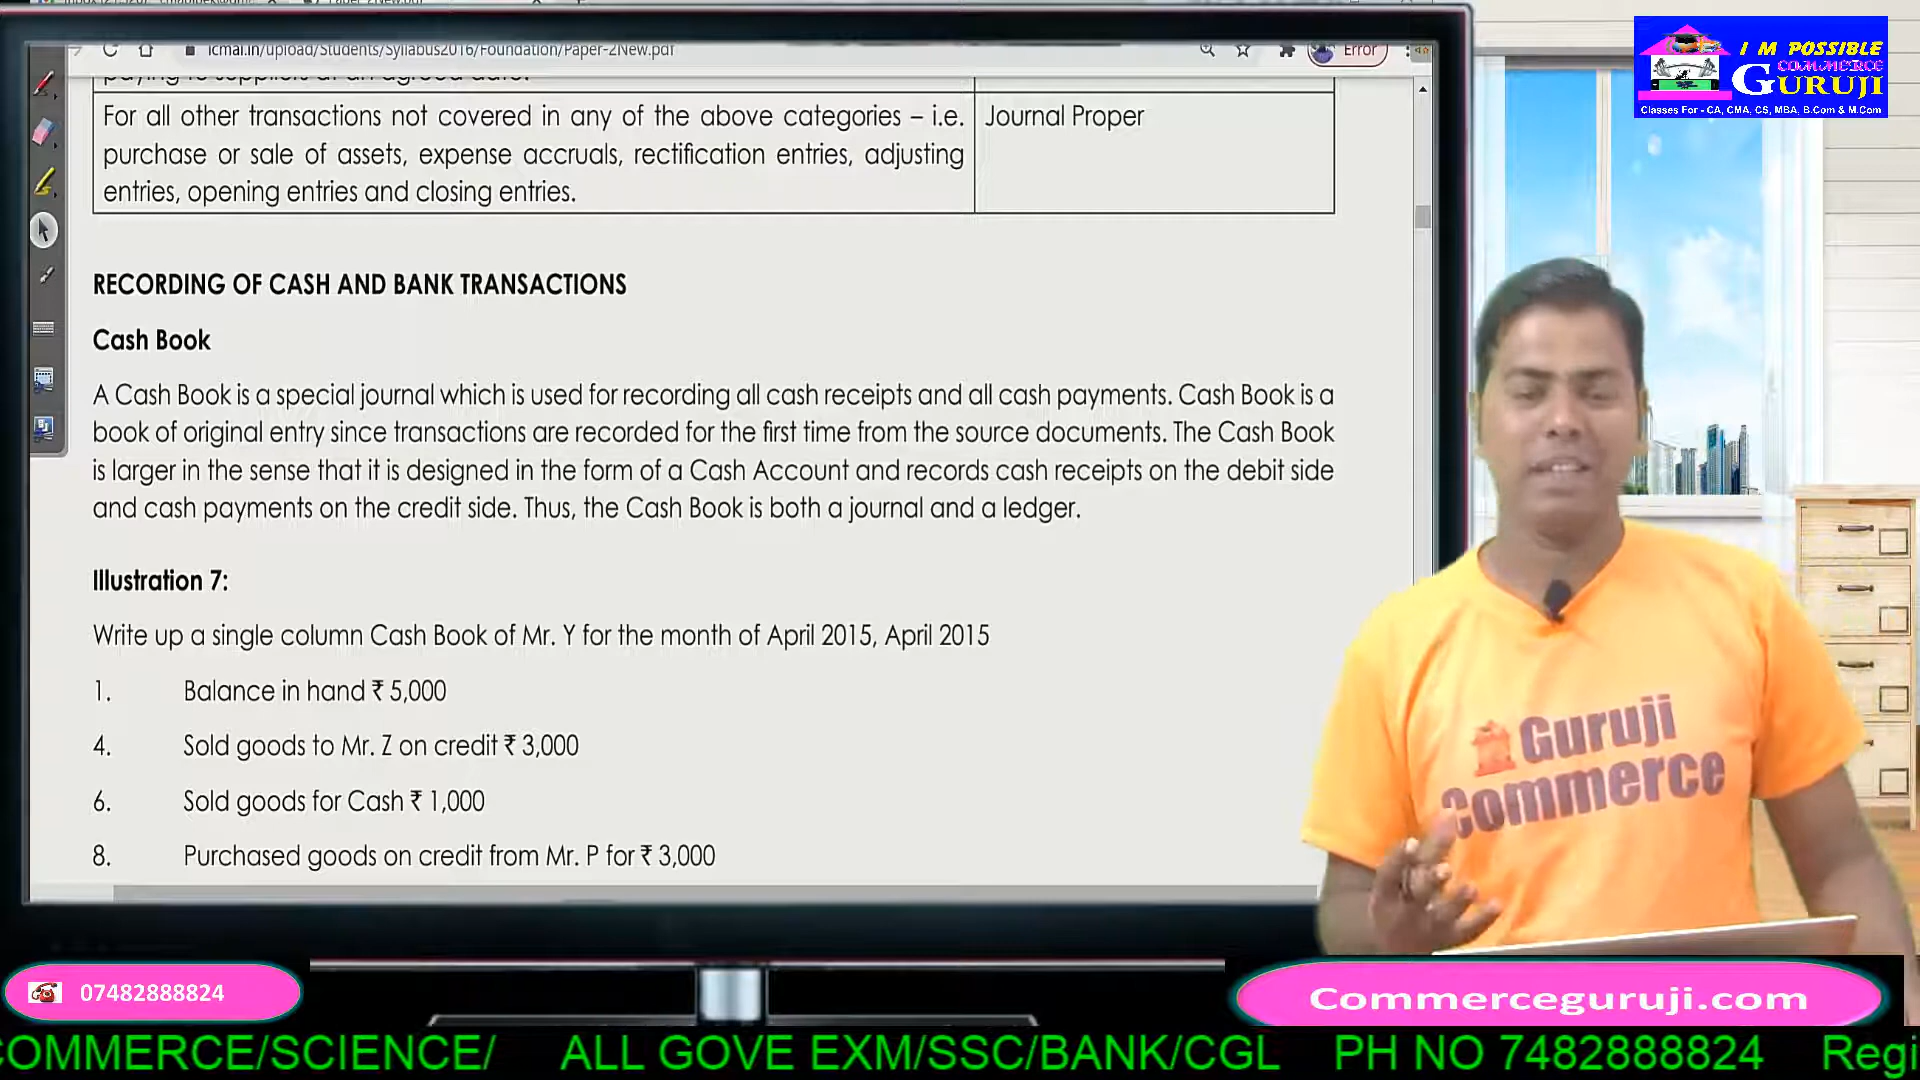 icmai.in/upload/Students/Syllabus2016/Foundation/Paper-2New.pdf
Error
I M POSSIBLE
COMMERCE
GURUJI
Classes For - CA, CMA, CS, MBA, B.Com & M.Com
paying to suppliers at an agreed date.
For all other transactions not covered in any of the above categories – i.e. Journal Proper
purchase or sale of assets, expense accruals, rectification entries, adjusting
entries, opening entries and closing entries.
RECORDING OF CASH AND BANK TRANSACTIONS
Cash Book
A Cash Book is a special journal which is used for recording all cash receipts and all cash payments. Cash Book is a
book of original entry since transactions are recorded for the first time from the source documents. The Cash Book
is larger in the sense that it is designed in the form of a Cash Account and records cash receipts on the debit side
and cash payments on the credit side. Thus, the Cash Book is both a journal and a ledger.
Illustration 7:
Write up a single column Cash Book of Mr. Y for the month of April 2015, April 2015
1. Balance in hand ₹ 5,000
4. Sold goods to Mr. Z on credit ₹ 3,000
6. Sold goods for Cash ₹ 1,000
8. Purchased goods on credit from Mr. P for ₹ 3,000
Guruji
Commerce
07482888824
Commerceguruji.com
COMMERCE/SCIENCE/ ALL GOVE EXM/SSC/BANK/CGL PH NO 7482888824 Regi